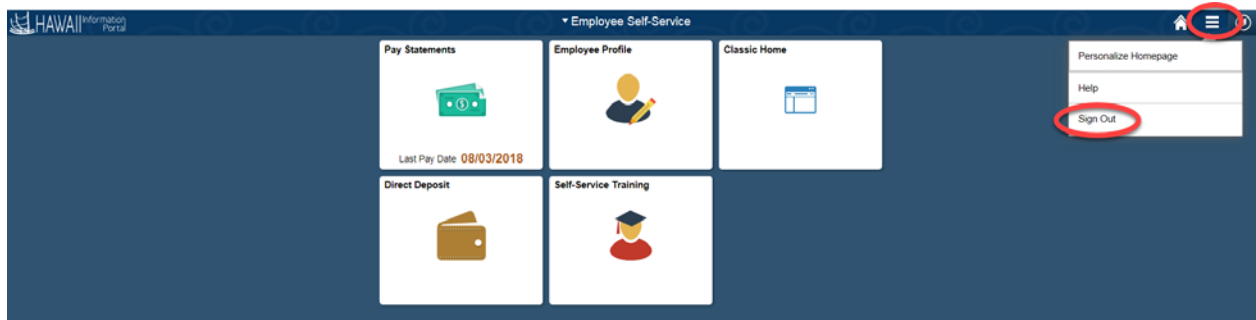 HAWAII Information
Portal
Employee Self-Service
Pay Statements
Last Pay Date 08/03/2018
Employee Profile
Classic Home
Personalize Homepage
Help
Sign Out
Direct Deposit
Self-Service Training